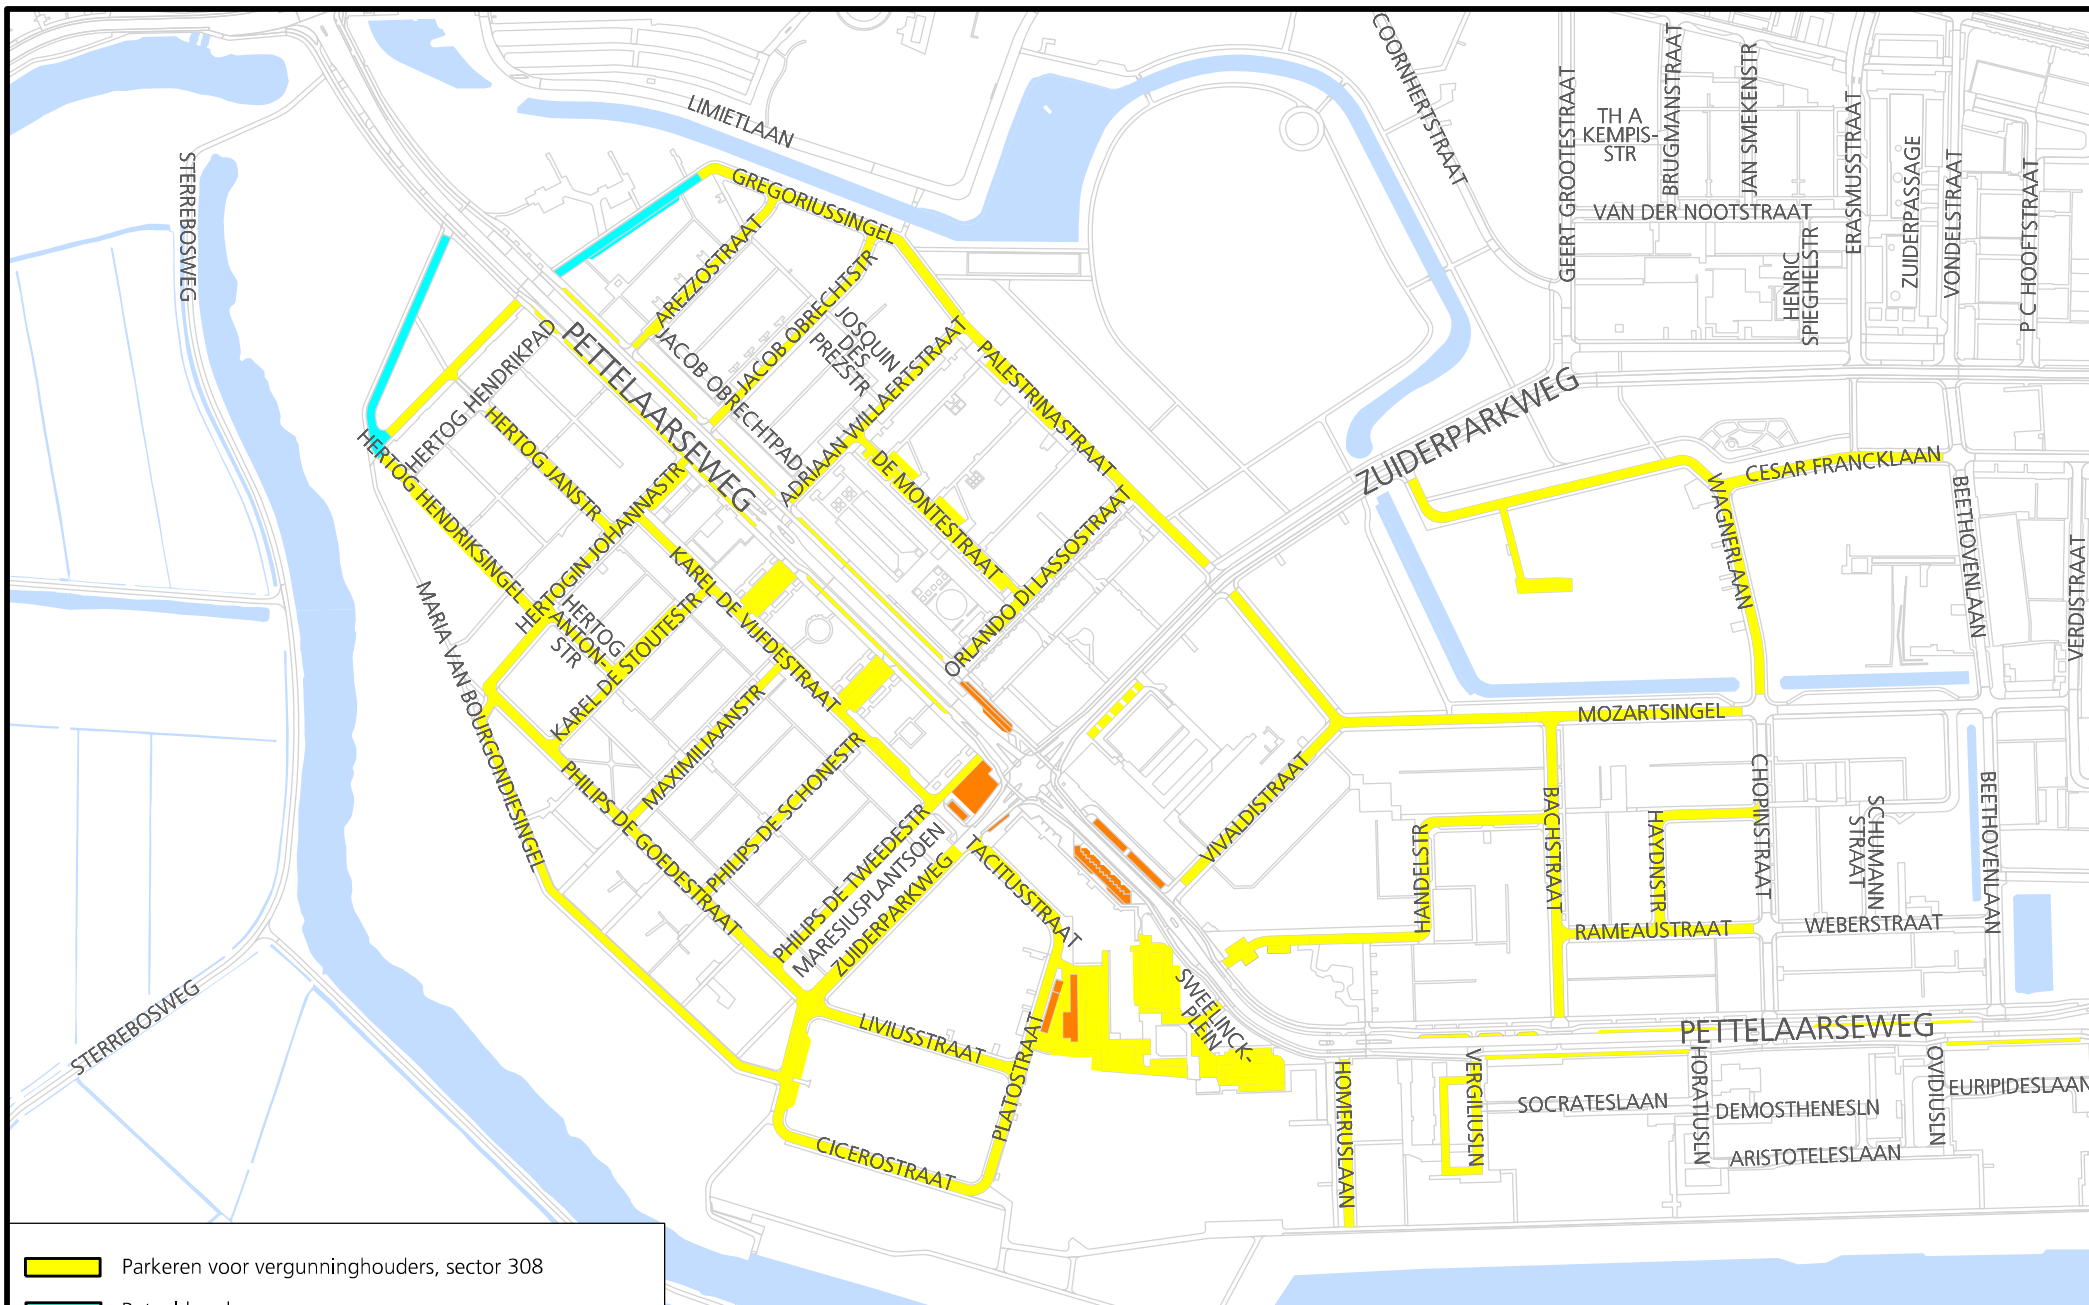 COORNHERTSTRAAT
LIMIETLAAN
GEERT GROOTESTRAAT
TH A
KEMPIS-
STR
BRUGMANSTRAAT
JAN SMEKENSTR
ERASMUSSTRAAT
ZUIDERPASSAGE
VONDELSTRAAT
P C HOOFTSTRAAT
VAN DER NOOTSTRAAT
HENRIC
SPIEGHELSTR
STERREBOSWEG
GREGORIUSSINGEL
AREZZOSTRAAT
JACOB OBRECHTSTR
JOSQUIN
DES
PREZSTR
JACOB OBRECHTPAD
ADRIAAN WILLAERTSTRAAT
PALESTRINASTRAAT
PETTELAARSEWEG
HERTOG HENDRIKPAD
HERTOG JANSTR
HERTOG HENDRIKSINGEL
HERTOGIN JOHANNASTR
DE MONTESTRAAT
ORLANDO DI LASSOSTRAAT
ZUIDERPARKWEG
CESAR FRANCKLAAN
WAGNERLAAN
BEETHOVENLAAN
VERDISTRAAT
KAREL DE VIJFDESTRAAT
HERTOG
ANTON-
STR
KAREL DE STOUTESTR
MARIA VAN BOURGONDIESINGEL
MAXIMILIAANSTR
PHILIPS DE GOEDESTRAAT
PHILIPS DE SCHONESTR
PHILIPS DE TWEEDESTR
MARESIUSPLANTSOEN
ZUIDERPARKWEG
TACITUSSTRAAT
MOZARTSINGEL
VIVALDISTRAAT
HANDELSTR
BACHSTRAAT
HAYDNSTR
CHOPINSTRAAT
SCHUMANN
STRAAT
BEETHOVENLAAN
RAMEAUSTRAAT
WEBERSTRAAT
STERREBOSWEG
LIVIUSSTRAAT
PLATOSTRAAT
CICEROSTRAAT
SWEELINCK-
PLEIN
PETTELAARSEWEG
HOMERUSLAAN
VERGILIUSLN
HORATIUSLN
OVIDIUSLN
SOCRATESLAAN
DEMOSTHENESLN
EURIPIDESLAAN
ARISTOTELESLAAN
Parkeren voor vergunninghouders, sector 308